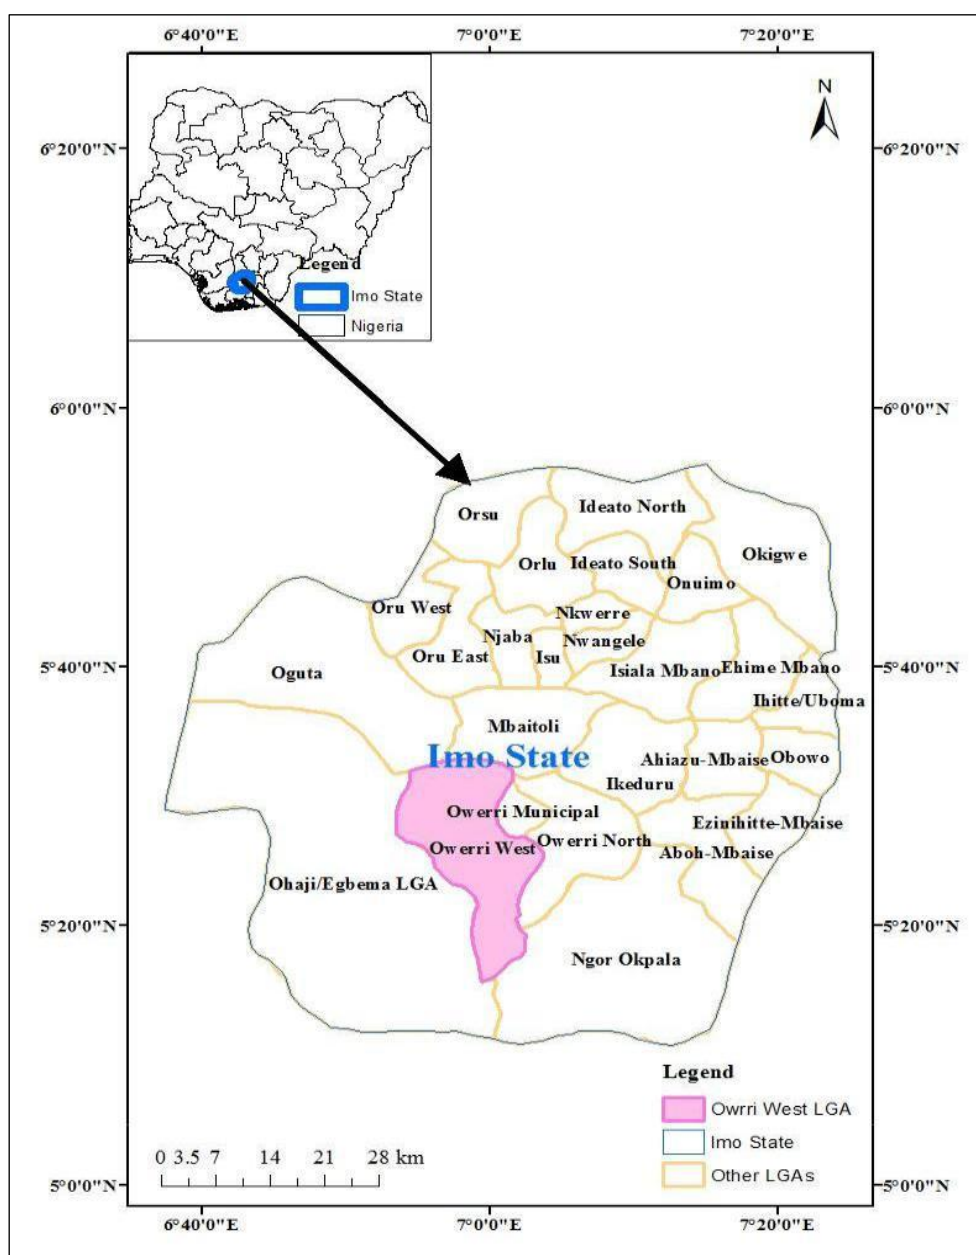 6°40'0"E 7°0'0"E 7°20'0"E
N
6°20'0"N 6°20'0"N
Legend
Imo State
Nigeria
6°0'0"N 6°0'0"N
Orsu
Ideato North
Okigwe
Orlu
Ideato South
Onuimo
Oru West
Nkwerre
Njaba
Nwangele
Oru East
Isu
Isiala Mbano
Ehime Mbano
5°40'0"N 5°40'0"N
Oguta
Ihitte/Uboma
Mbaitoli
Imo State
Ahiazu-Mbaise
Obowo
Ikeduru
Owerri Municipal
Ezinihitte-Mbaise
Owerri West
Owerri North
Aboh-Mbaise
Ohaji/Egbema LGA
5°20'0"N 5°20'0"N
Ngor Okpala
Legend
Owrri West LGA
Imo State
Other LGAs
0 3.5 7 14 21 28 km
5°0'0"N 5°0'0"N
6°40'0"E 7°0'0"E 7°20'0"E